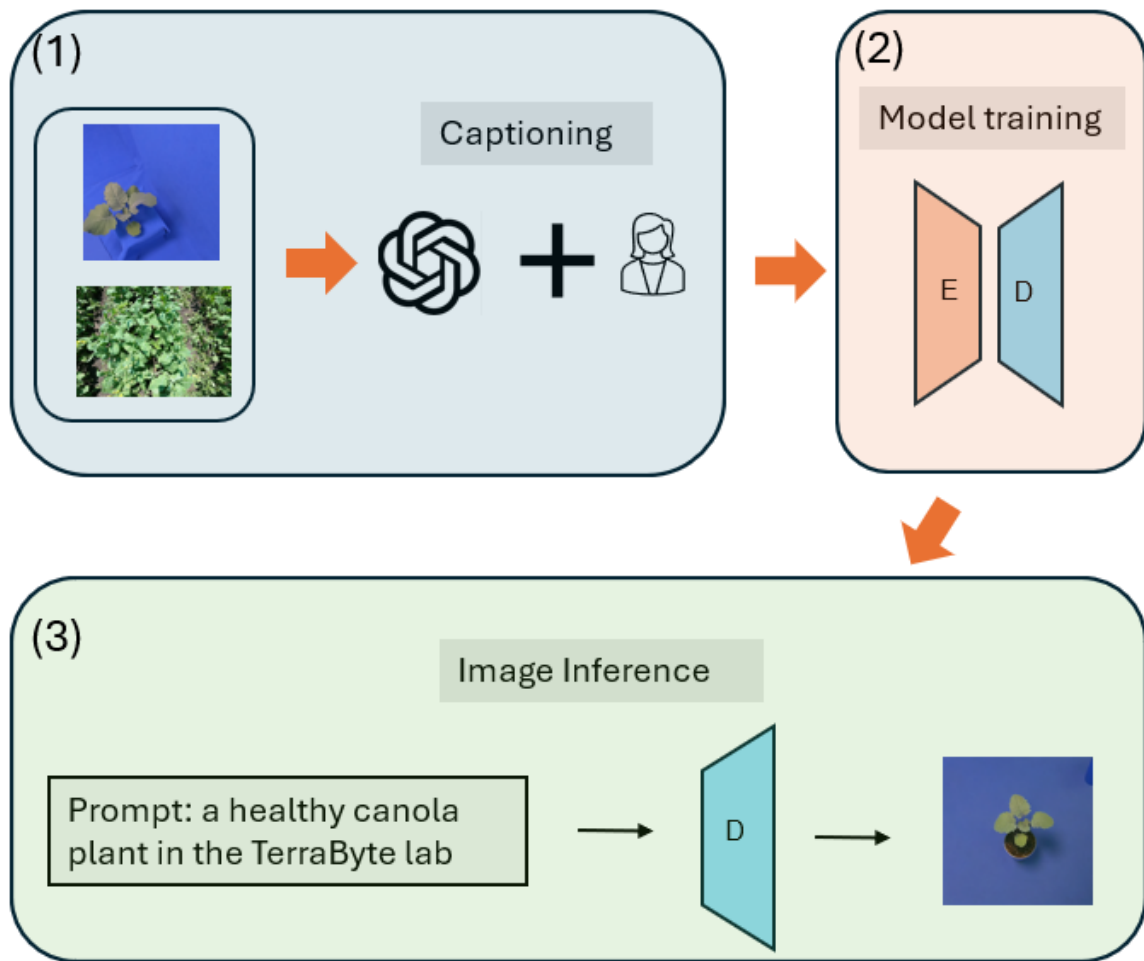 (1)
Captioning
(2)
Model training
E
D
(3)
Image Inference
Prompt: a healthy canola
plant in the TerraByte lab
D